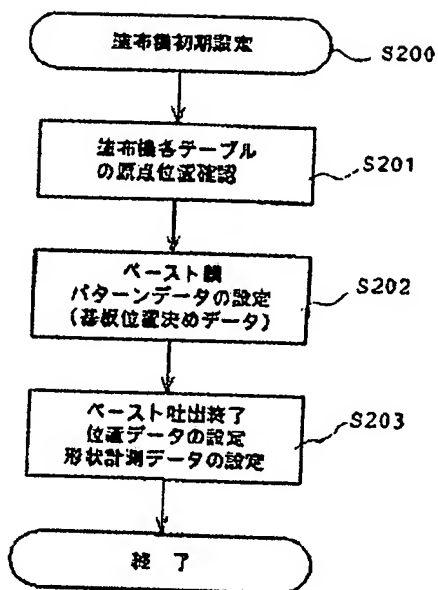 塗布機初期設定
S200
塗布機各テーブル
の原点位置確認
S201
ペースト膜
パターンデータの設定
(基板位置決めデータ)
S202
ペースト吐出終了
位置データの設定
形状計測データの設定
S203
終 了